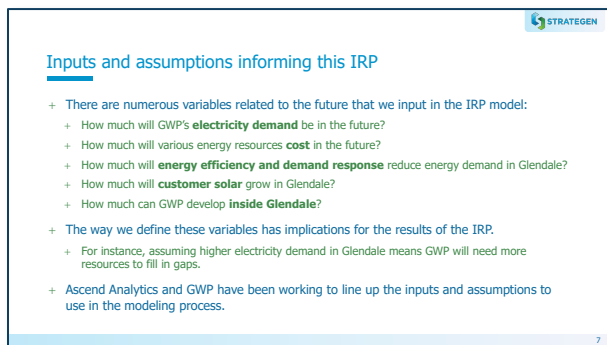 STRATEGEN
Inputs and assumptions informing this IRP
+ There are numerous variables related to the future that we input in the IRP model:
+ How much will GWP's electricity demand be in the future?
+ How much will various energy resources cost in the future?
+ How much will energy efficiency and demand response reduce energy demand in Glendale?
+ How much will customer solar grow in Glendale?
+ How much can GWP develop inside Glendale?
+ The way we define these variables has implications for the results of the IRP.
+ For instance, assuming higher electricity demand in Glendale means GWP will need more
resources to fill in gaps.
+ Ascend Analytics and GWP have been working to line up the inputs and assumptions to
use in the modeling process.
7